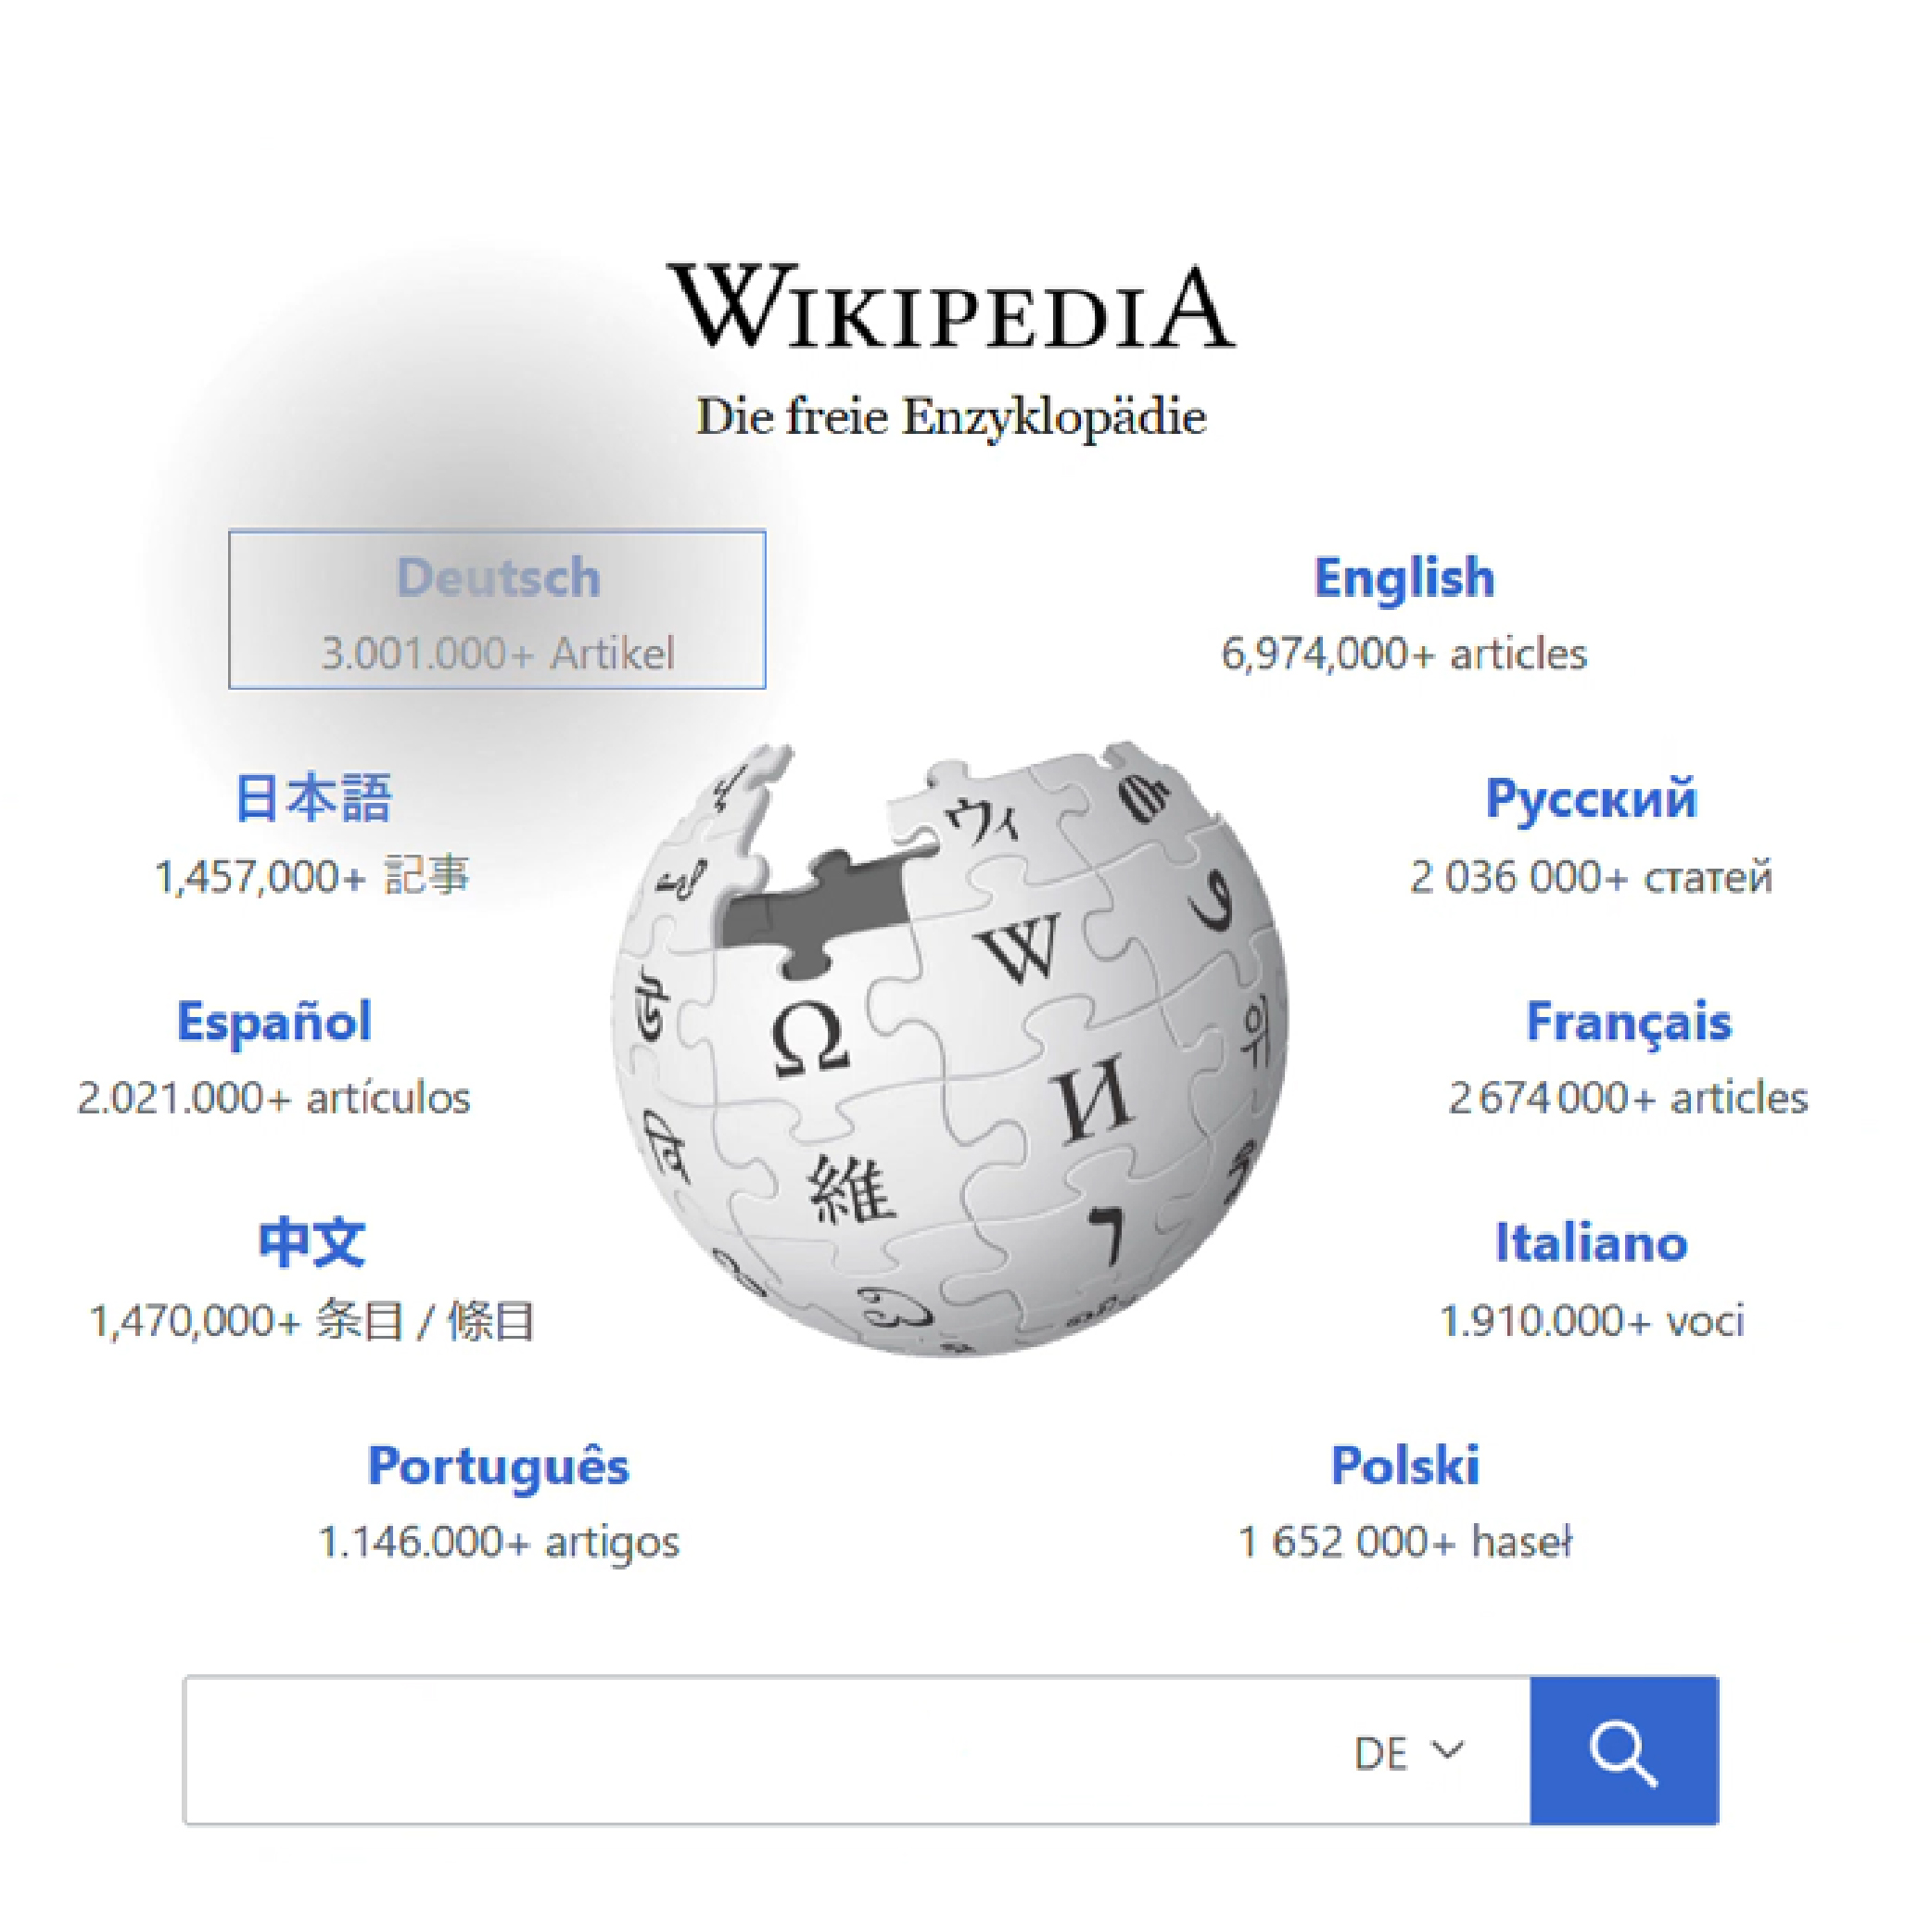 WIKIPEDIA
Die freie Enzyklopädie
Deutsch
3.001.000+ Artikel
English
6,974,000+ articles
日本語
1,457,000+ 記事
Русский
2 036 000+ статей
Español
2.021.000+ artículos
Français
2 674 000+ articles
中文
1,470,000+ 条目 / 條目
Italiano
1.910.000+ voci
Português
1.146.000+ artigos
Polski
1 652 000+ haseł
ウィ
W
Ω
И
維
DE